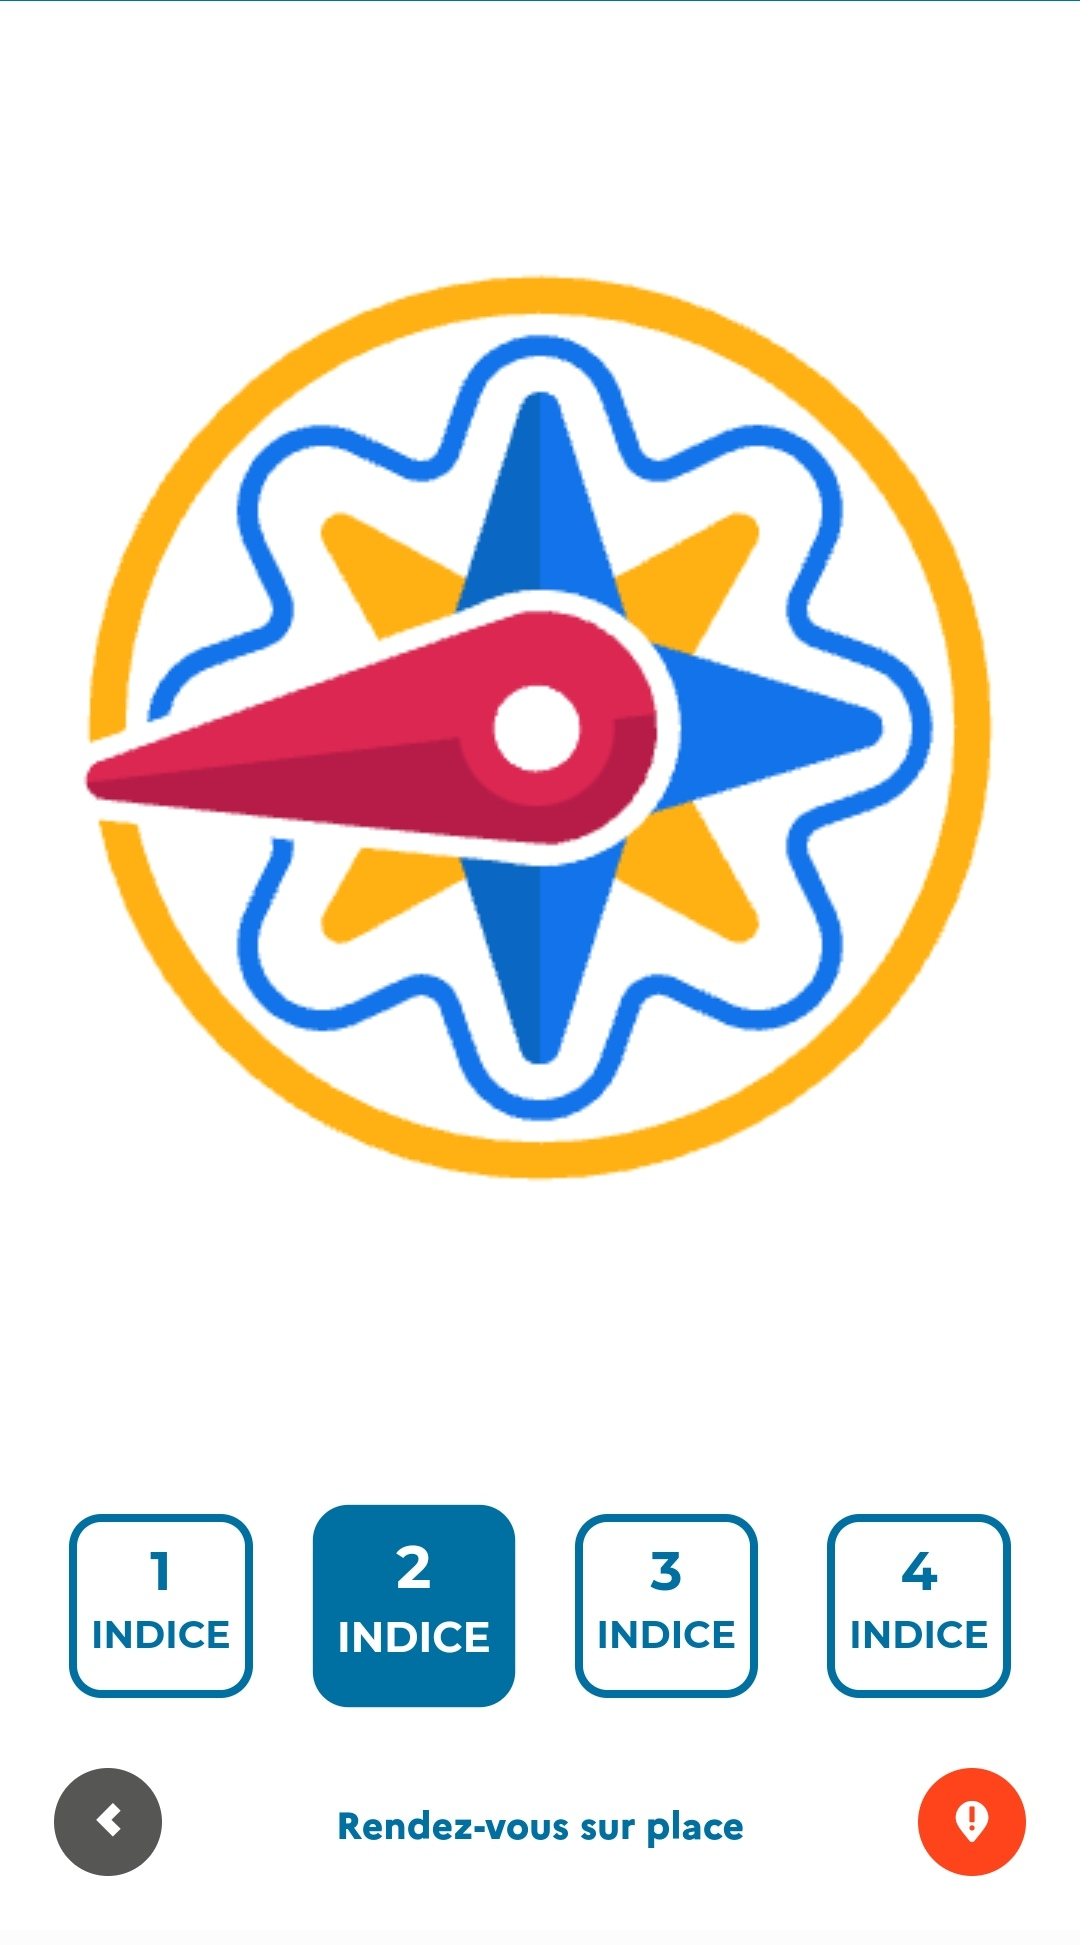 1
INDICE
2
INDICE
3
INDICE
4
INDICE
Rendez-vous sur place